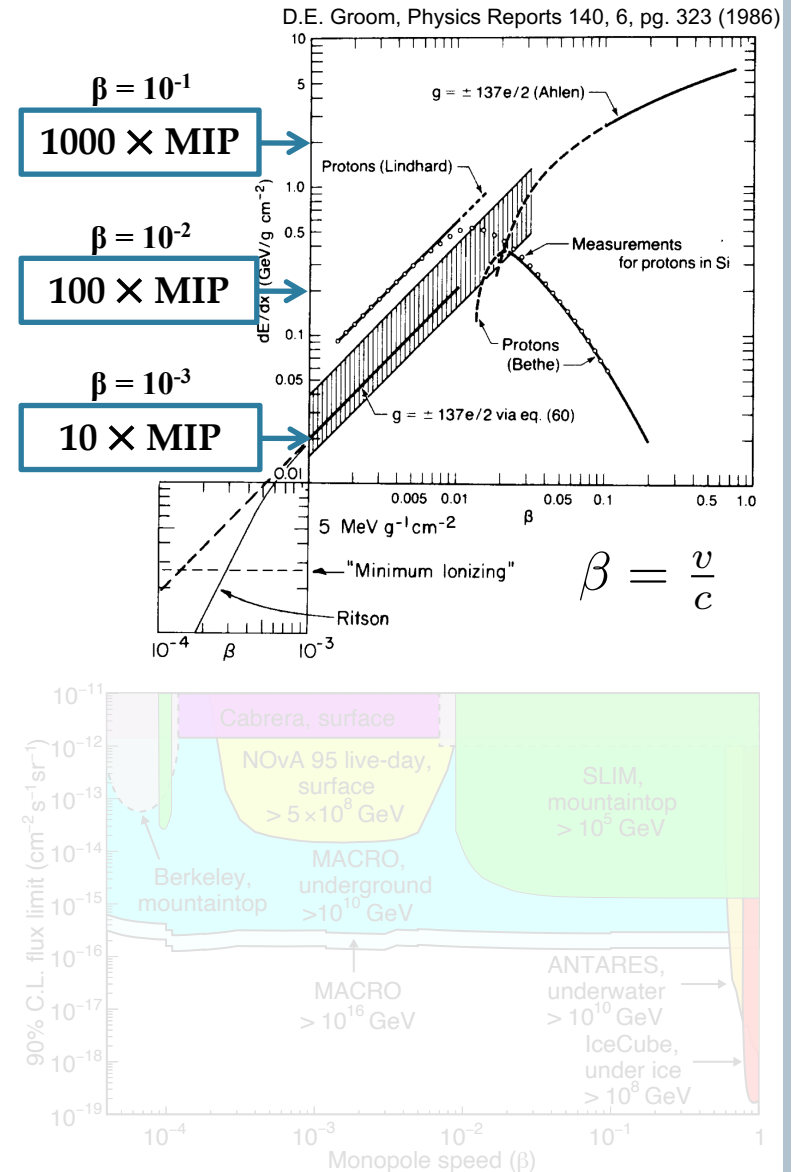 D.E. Groom, Physics Reports 140, 6, pg. 323 (1986)
β = 10⁻¹
1000 × MIP
β = 10⁻²
100 × MIP
β = 10⁻³
10 × MIP
dE/dx (GeV/g cm⁻²)
10
5
1.0
0.5
0.1
0.05
0.01
g = ± 137e/2 (Ahlen)
Protons (Lindhard)
Measurements
for protons in Si
Protons
(Bethe)
g = ± 137e/2 via eq. (60)
0.005 0.01 0.05 0.1 0.5 1.0
β
5 MeV g⁻¹cm⁻²
"Minimum Ionizing"
Ritson
10⁻⁴ β 10⁻³
β = v/c
90% C.L. flux limit (cm⁻² s⁻¹ sr⁻¹)
10⁻¹¹
10⁻¹²
10⁻¹³
10⁻¹⁴
10⁻¹⁵
10⁻¹⁶
10⁻¹⁷
10⁻¹⁸
10⁻¹⁹
Cabrera, surface
NOvA 95 live-day,
surface
> 5×10⁸ GeV
SLIM,
mountaintop
> 10⁵ GeV
Berkeley,
mountaintop
MACRO,
underground
>10¹⁰ GeV
MACRO
> 10¹⁶ GeV
ANTARES,
underwater
> 10¹⁰ GeV
IceCube,
under ice
> 10⁸ GeV
10⁻⁴ 10⁻³ 10⁻² 10⁻¹ 1
Monopole speed (β)